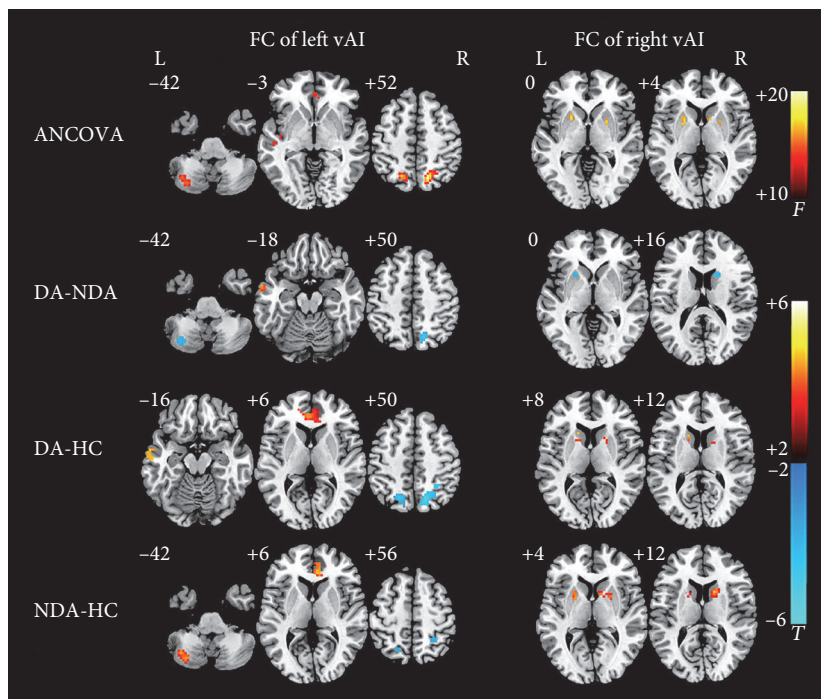 FC of left vAI FC of right vAI
L R L R
−42 −3 +52 0 +4 +20
ANCOVA
+10
F
−42 −18 +50 0 +16
DA-NDA
+6
−16 +6 +50 +8 +12
DA-HC
+2
−2
−42 +6 +56 +4 +12
NDA-HC
−6
T